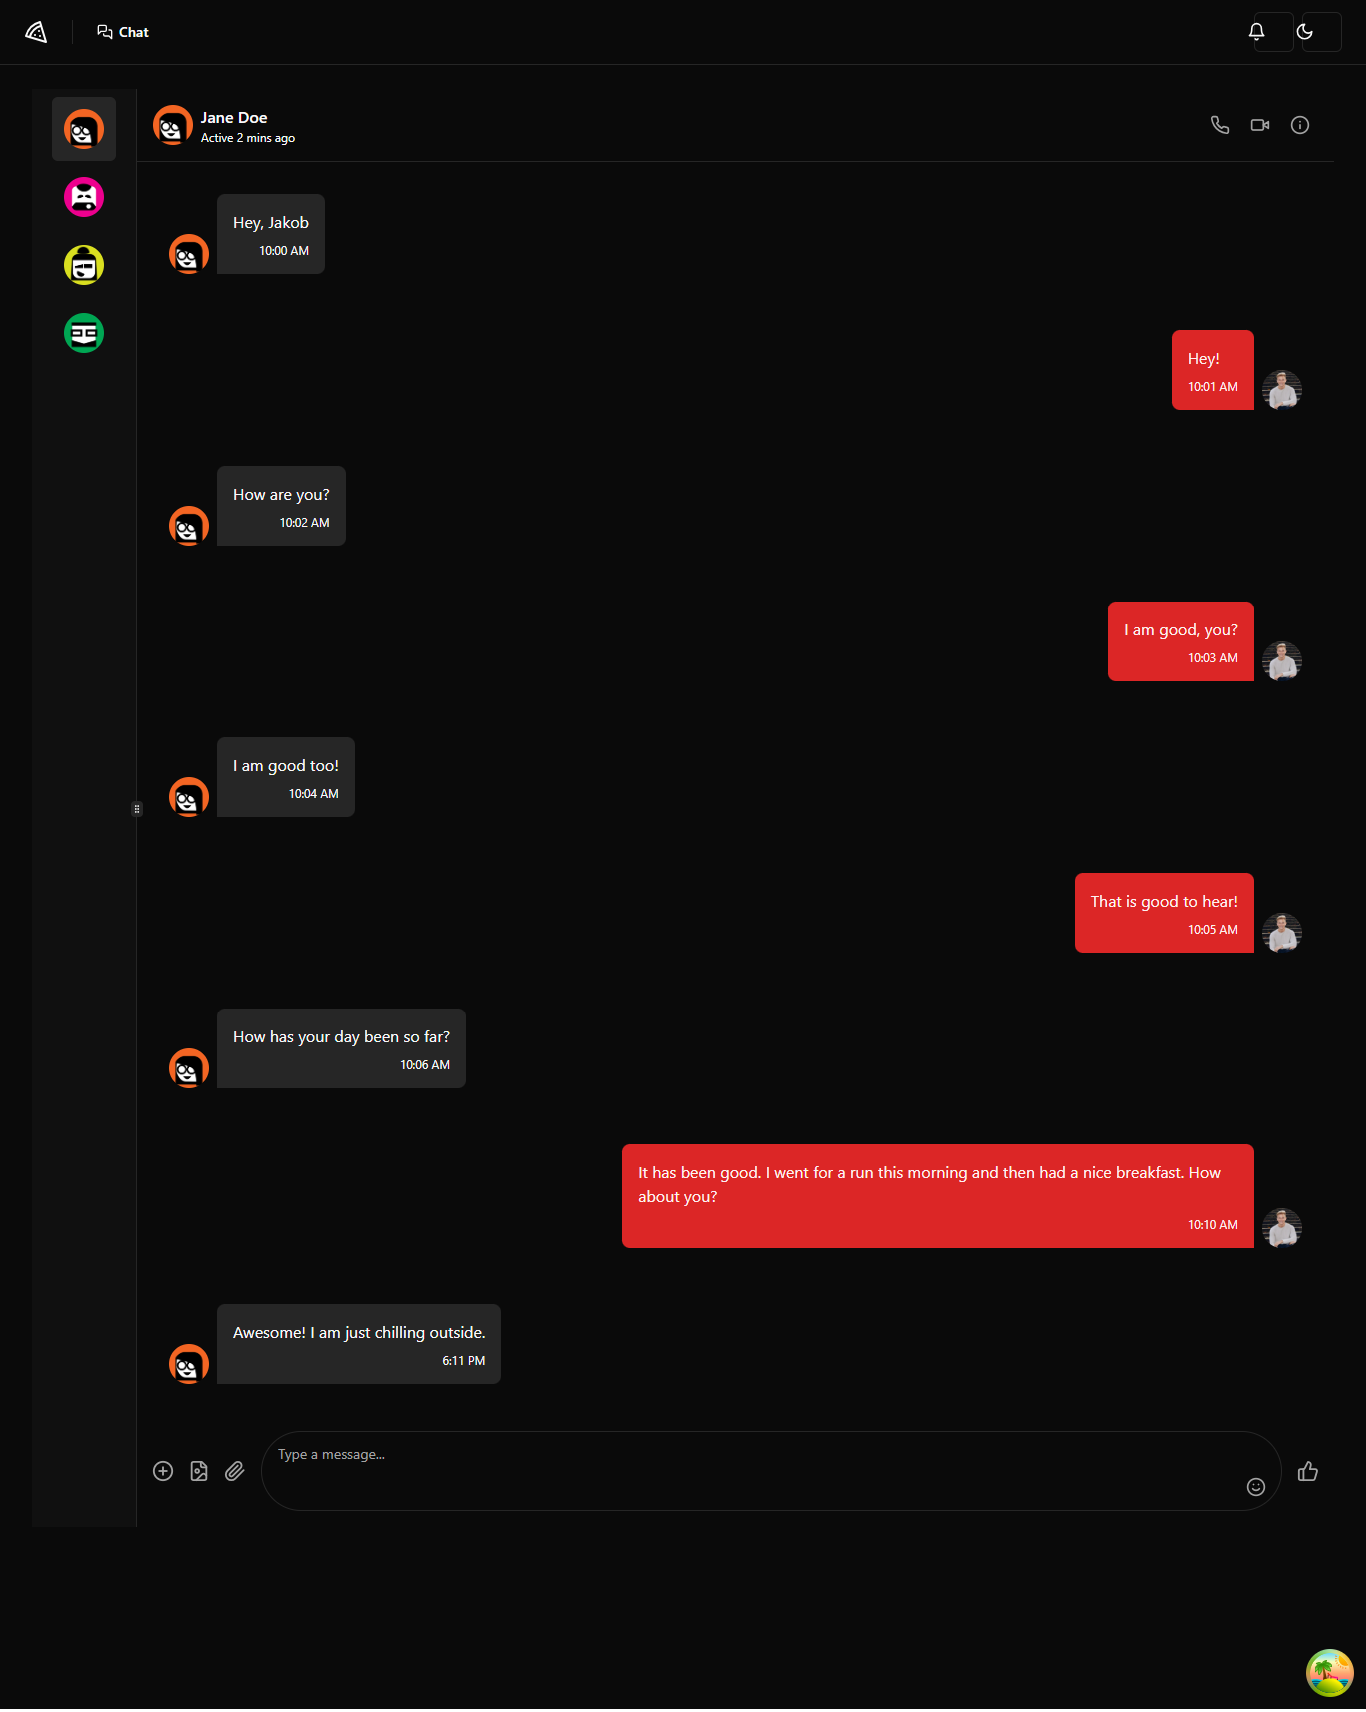 Chat
Jane Doe
Active 2 mins ago
Hey, Jakob
10:00 AM
Hey!
10:01 AM
How are you?
10:02 AM
I am good, you?
10:03 AM
I am good too!
10:04 AM
That is good to hear!
10:05 AM
How has your day been so far?
10:06 AM
It has been good. I went for a run this morning and then had a nice breakfast. How
about you?
10:10 AM
Awesome! I am just chilling outside.
6:11 PM
Type a message...